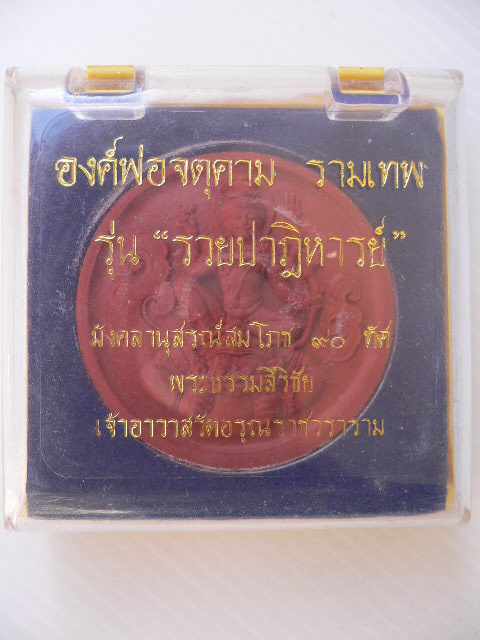 องค์พ่อจตุคาม รามเทพ
รุ่น “รวยปาฎิหารย์”
มังคลานุสรณ์สมโภช ๙๐ ทัศ
พระธรรมสิริชัย
เจ้าอาวาสวัดอรุณราชวราราม